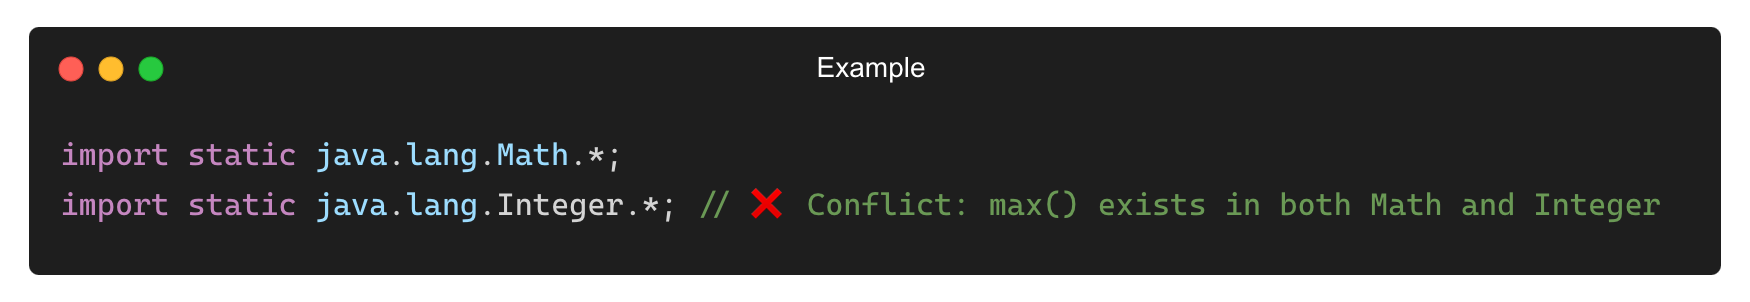 Example
import static java.lang.Math.*;
import static java.lang.Integer.*; // ❌ Conflict: max() exists in both Math and Integer